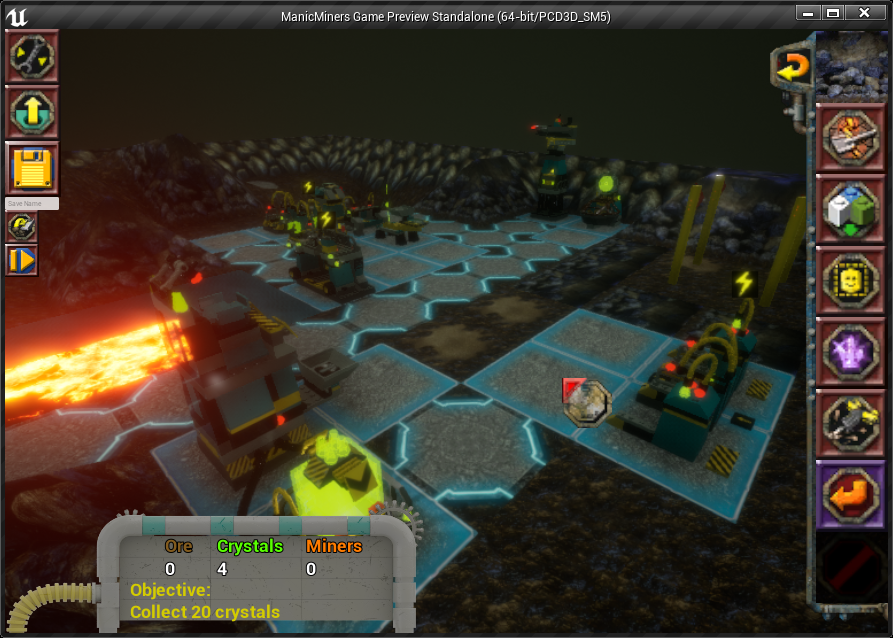 ManicMiners Game Preview Standalone (64-bit/PCD3D_SM5)
Save Name
Ore Crystals Miners
0 4 0
Objective:
Collect 20 crystals